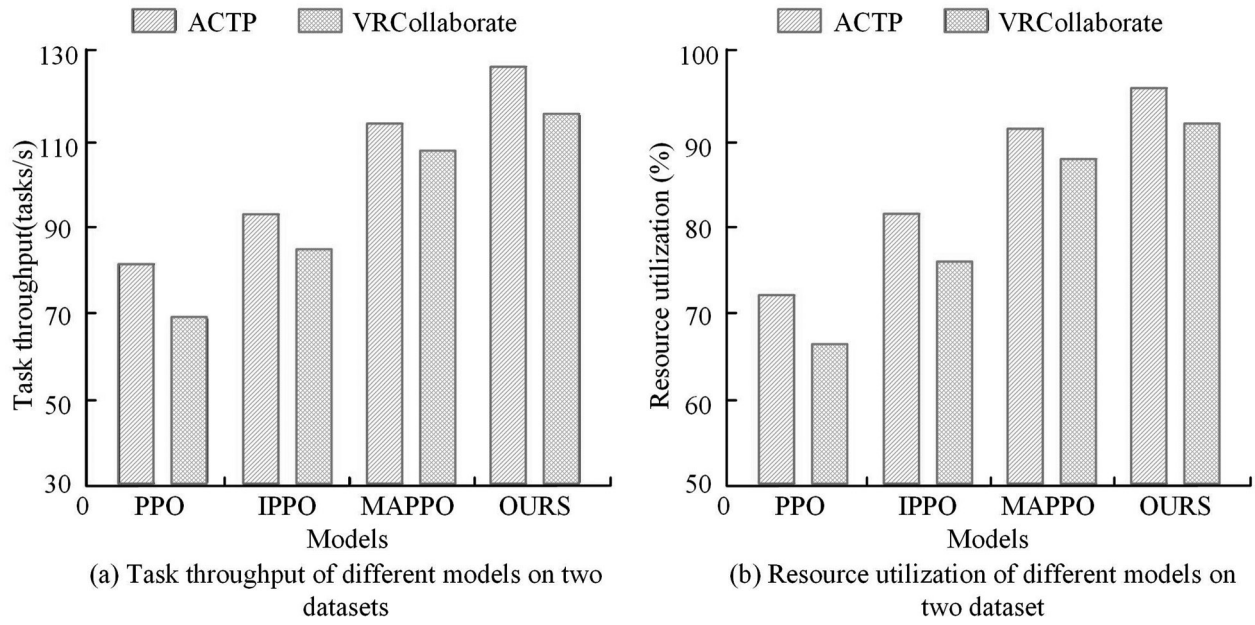 ACTP VRCollaborate
130
110
90
70
50
30
0
Task throughput(tasks/s)
PPO IPPO MAPPO OURS
Models
(a) Task throughput of different models on two
datasets
ACTP VRCollaborate
100
90
80
70
60
50
0
Resource utilization (%)
PPO IPPO MAPPO OURS
Models
(b) Resource utilization of different models on
two dataset